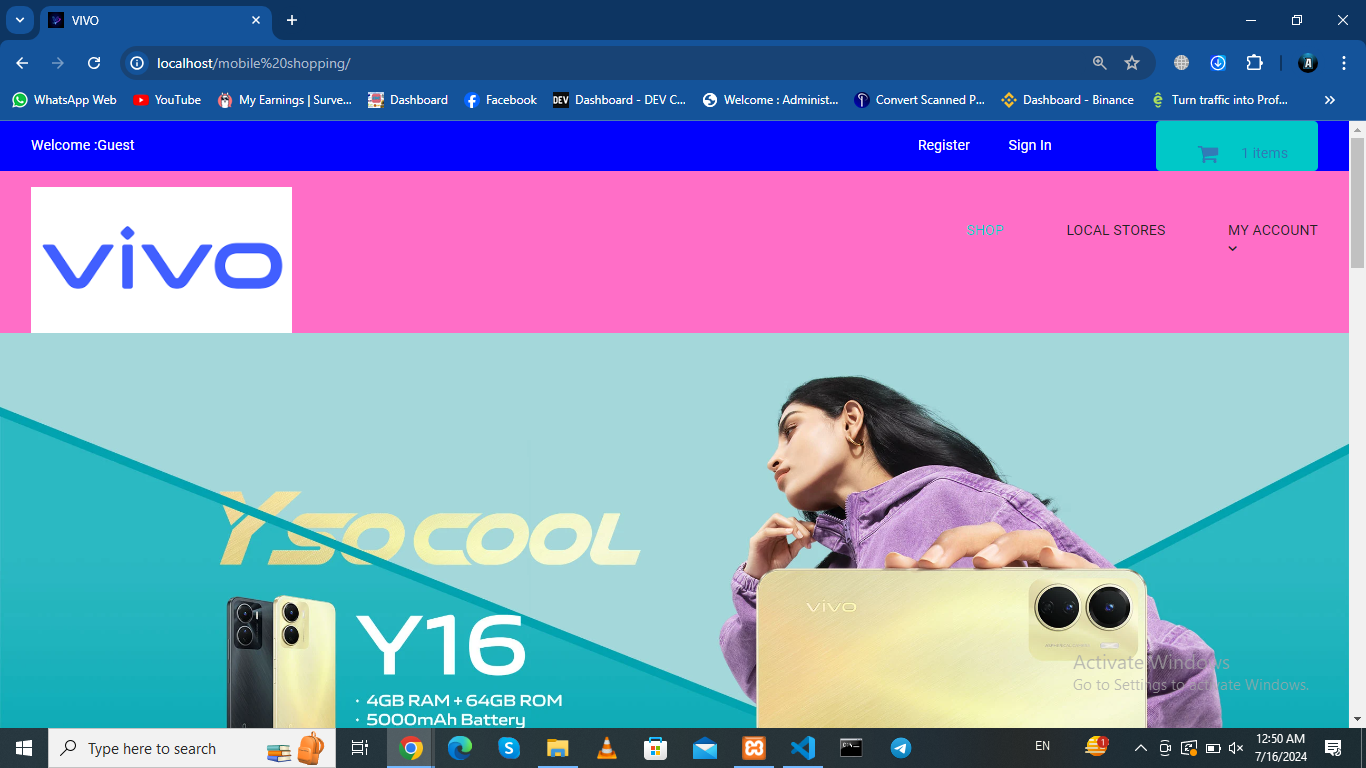 VIVO
localhost/mobile%20shopping/
A
WhatsApp Web
YouTube
My Earnings | Surve...
Dashboard
Facebook
DEV
Dashboard - DEV C...
Welcome : Administ...
Convert Scanned P...
Dashboard - Binance
Turn traffic into Prof...
Welcome :Guest
Register
Sign In
1 items
vivo
SHOP
LOCAL STORES
MY ACCOUNT
Y SO COOL
vivo
Y16
• 4GB RAM + 64GB ROM
• 5000mAh Battery
Activate Windows
Go to Settings to activate Windows.
Type here to search
EN
1
12:50 AM
7/16/2024